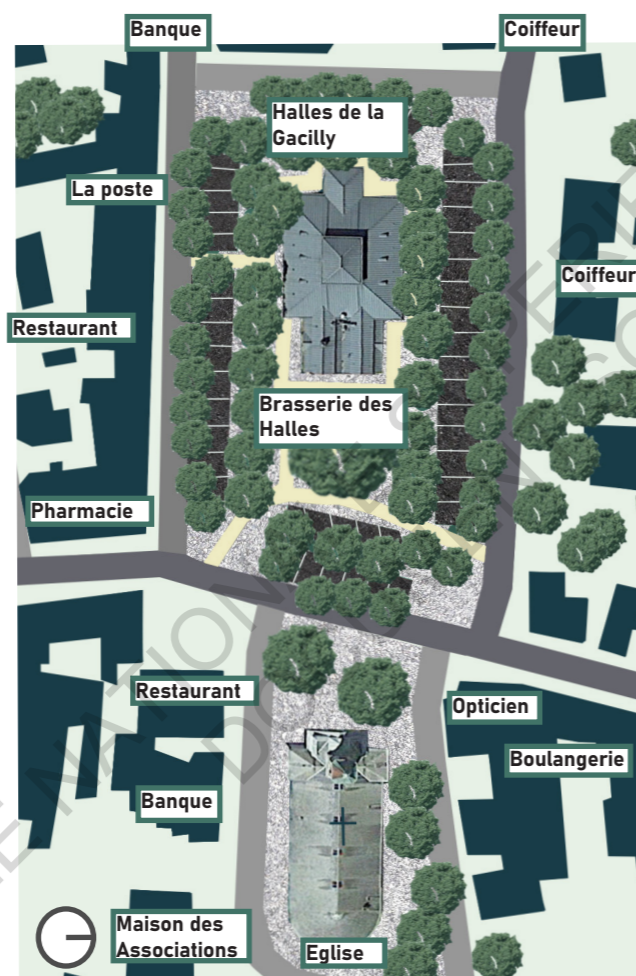 Banque
Coiffeur
Halles de la
Gacilly
La poste
Coiffeur
Restaurant
Brasserie des
Halles
Pharmacie
Restaurant
Opticien
Boulangerie
Banque
Maison des
Associations
Eglise